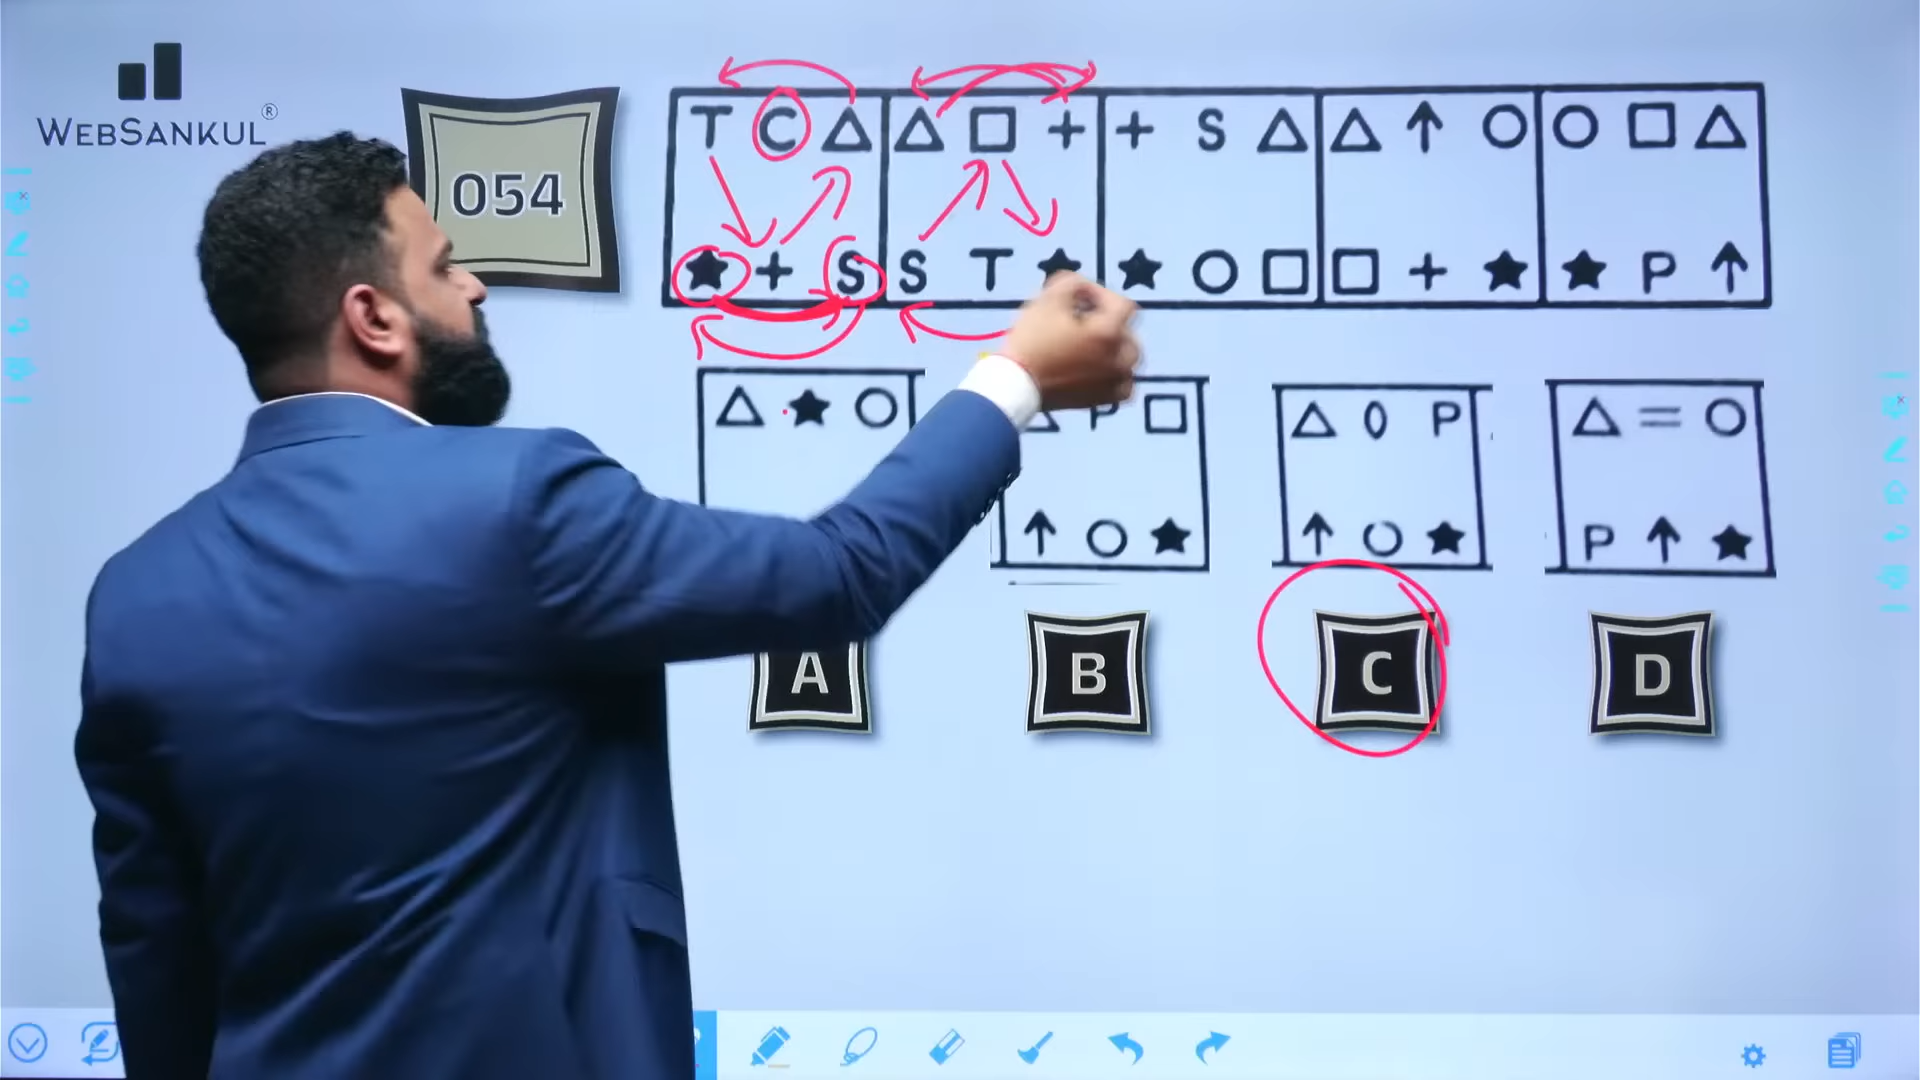 WEBSANKUL®
054
T C △ △ □ + + S △ △ ↑ ○ ○ □ △
★ + S S T ★ ★ ○ □ □ + ★ ★ P ↑
△ ★ ○ △ P □ △ 0 P △ = ○
↑ ○ ★ ↑ ○ ★ P ↑ ★
A B C D